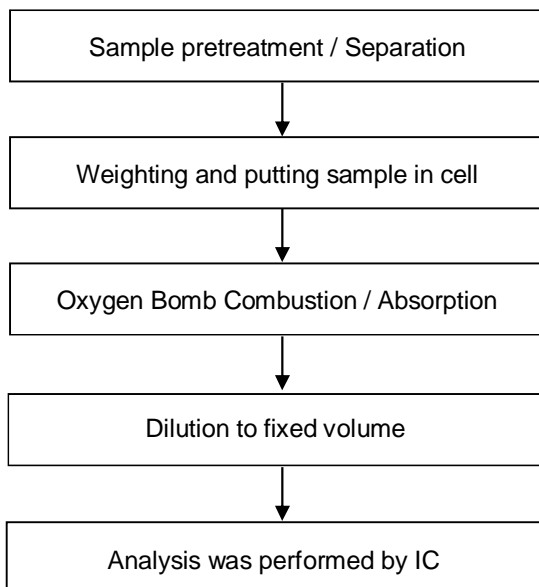 Sample pretreatment / Separation
Weighting and putting sample in cell
Oxygen Bomb Combustion / Absorption
Dilution to fixed volume
Analysis was performed by IC